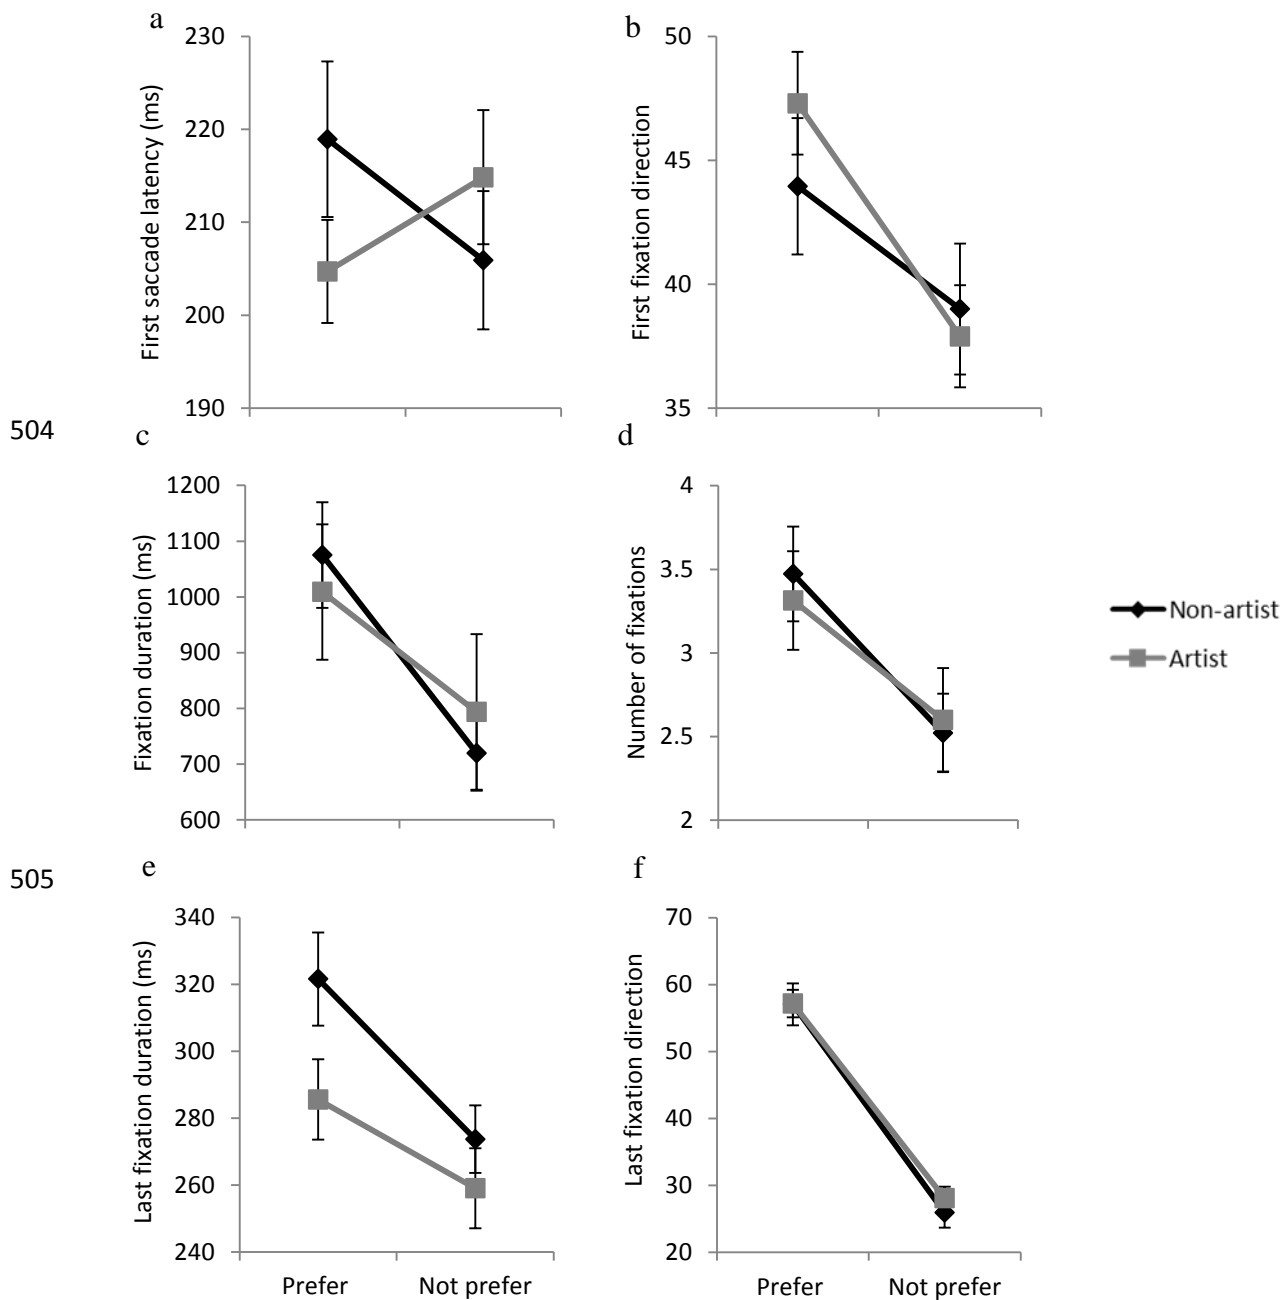 a
b
230
220
210
200
190
First saccade latency (ms)
50
45
40
35
First fixation direction
504
c
d
1200
1100
1000
900
800
700
600
Fixation duration (ms)
4
3.5
3
2.5
2
Number of fixations
Non-artist
Artist
505
e
f
340
320
300
280
260
240
Last fixation duration (ms)
70
60
50
40
30
20
Last fixation direction
Prefer Not prefer
Prefer Not prefer